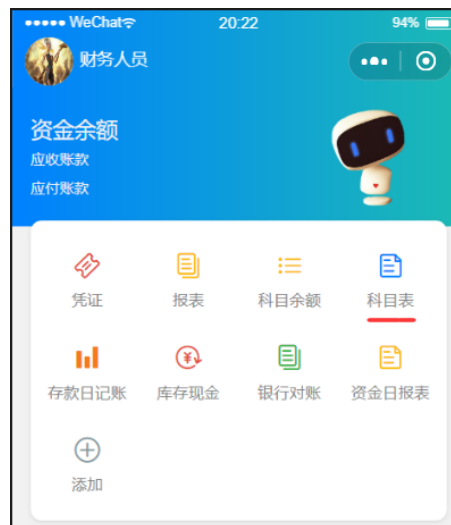 ●●●●● WeChat 20:22 94%
财务人员
资金余额
应收账款
应付账款
凭证 报表 科目余额 科目表
存款日记账 库存现金 银行对账 资金日报表
添加